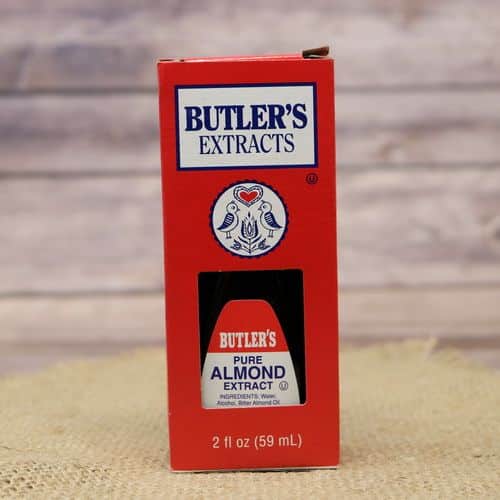 BUTLER'S
EXTRACTS
U
BUTLER'S
PURE
ALMOND
EXTRACT U
INGREDIENTS: Water,
Alcohol, Bitter Almond Oil.
2 fl oz (59 mL)